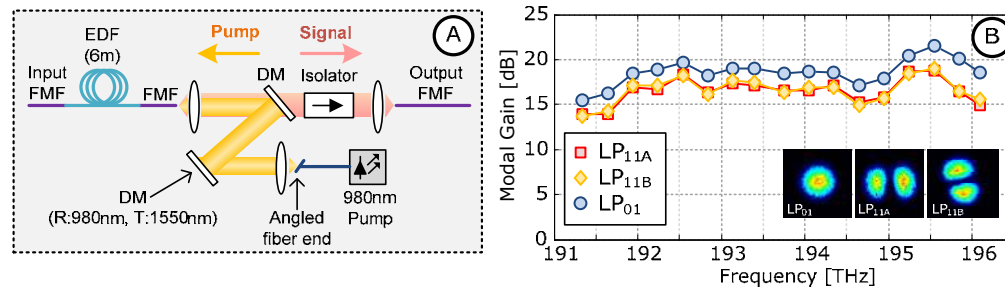 A
EDF
(6m)
Pump
Signal
DM
Isolator
Input
FMF
FMF
Output
FMF
DM
(R:980nm, T:1550nm)
Angled
fiber end
980nm
Pump
B
Modal Gain [dB]
25
20
15
10
5
0
LP11A
LP11B
LP01
LP01
LP11A
LP11B
191
192
193
194
195
196
Frequency [THz]